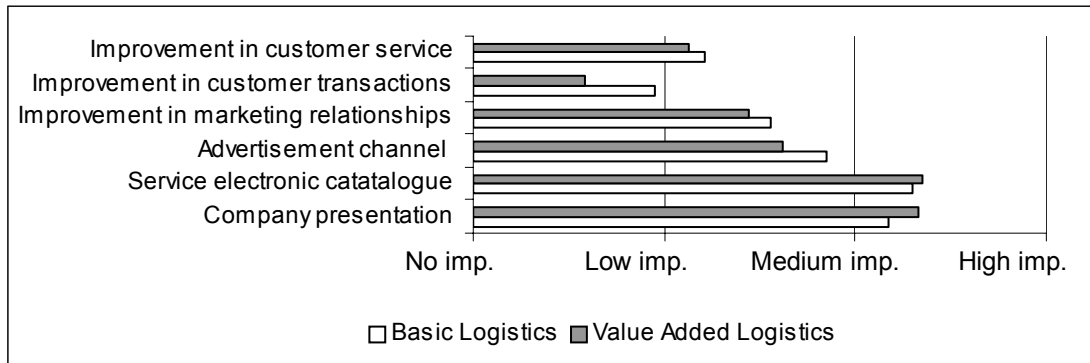 Improvement in customer service
Improvement in customer transactions
Improvement in marketing relationships
Advertisement channel
Service electronic catatalogue
Company presentation
No imp. Low imp. Medium imp. High imp.
Basic Logistics Value Added Logistics